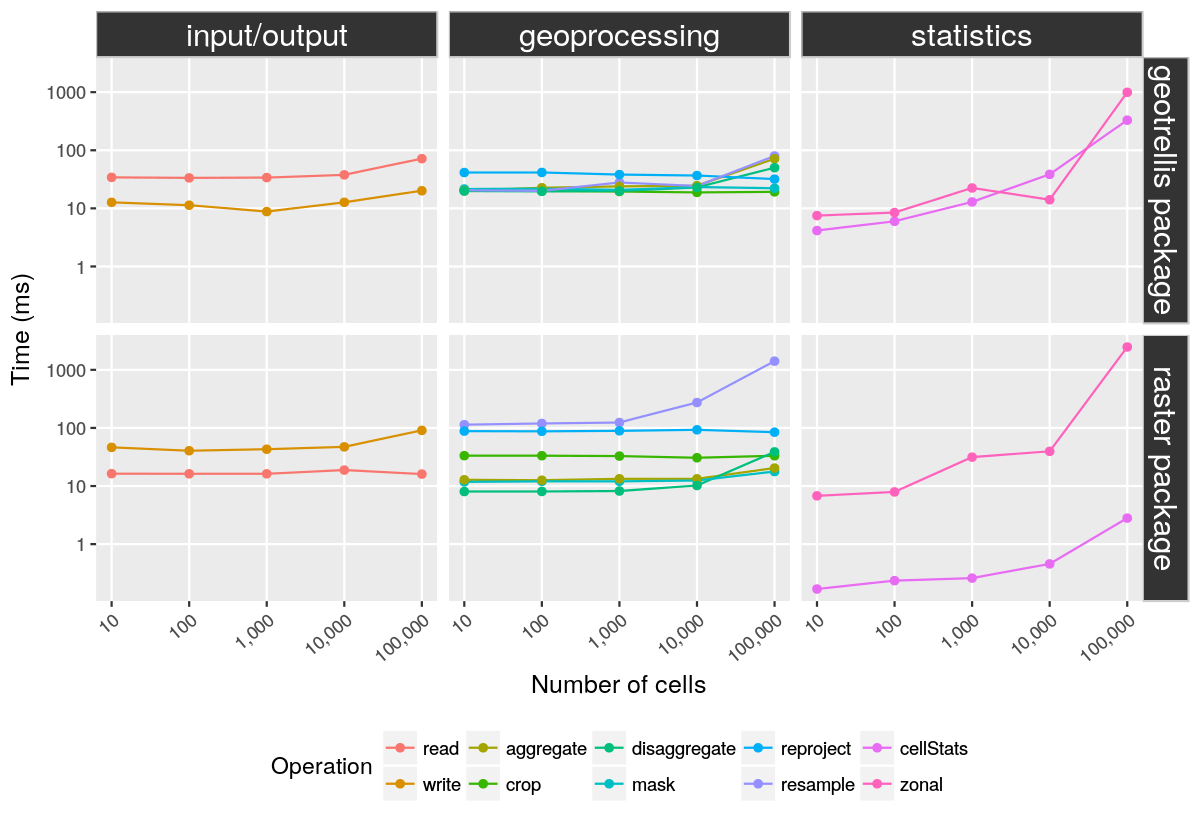 input/output geoprocessing statistics
geotrellis package
1000
100
10
1
Time (ms)
raster package
1000
100
10
1
10 100 1,000 10,000 100,000 10 100 1,000 10,000 100,000 10 100 1,000 10,000 100,000
Number of cells
Operation
read aggregate disaggregate reproject cellStats
write crop mask resample zonal